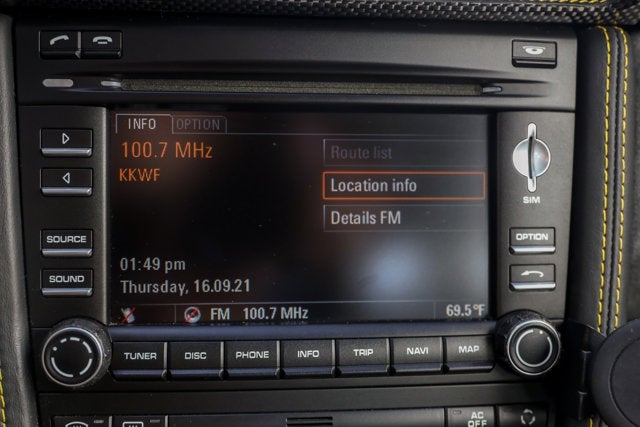 INFO OPTION
100.7 MHz
KKWF
Route list
Location info
Details FM
01:49 pm
Thursday, 16.09.21
FM 100.7 MHz 69.5°F
SIM
SOURCE
SOUND
OPTION
TUNER DISC PHONE INFO TRIP NAVI MAP
AC
OFF